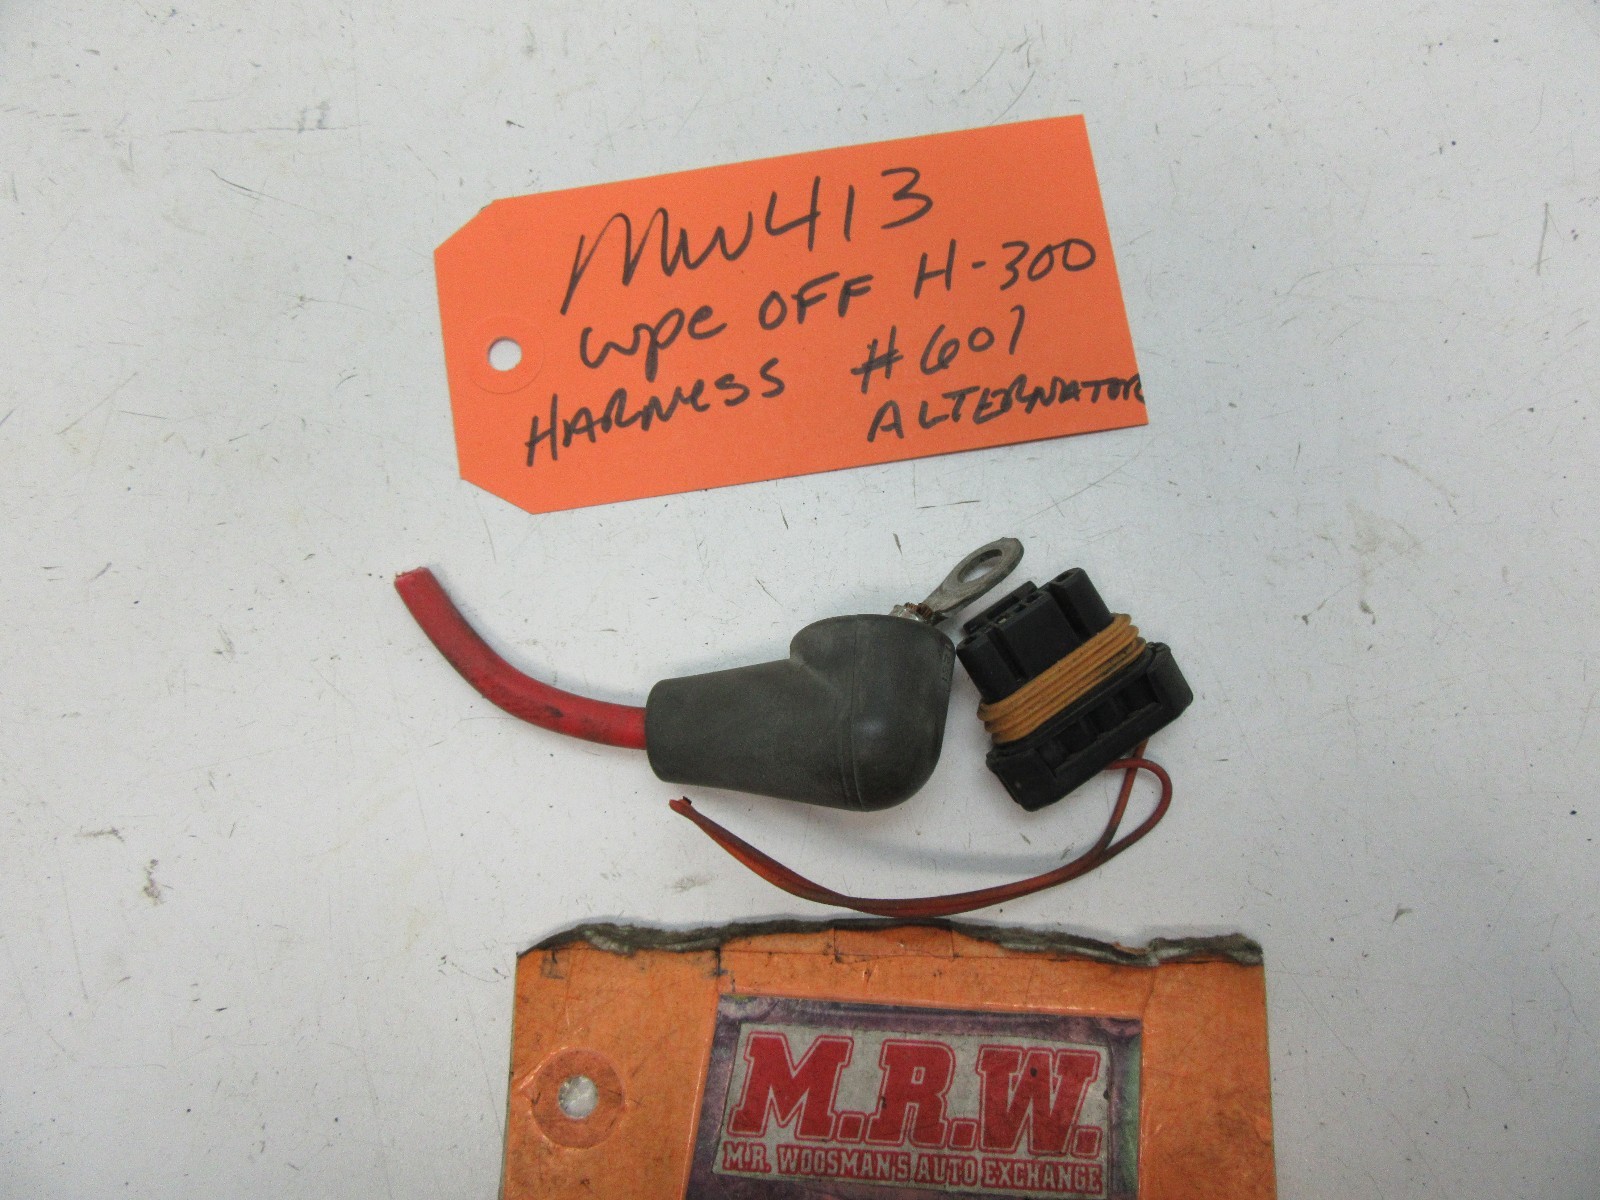 MW413
wpc OFF H-300
HARNESS #601
ALTERNATOR
M.R.W.
M.R. WOOSMAN'S AUTO EXCHANGE